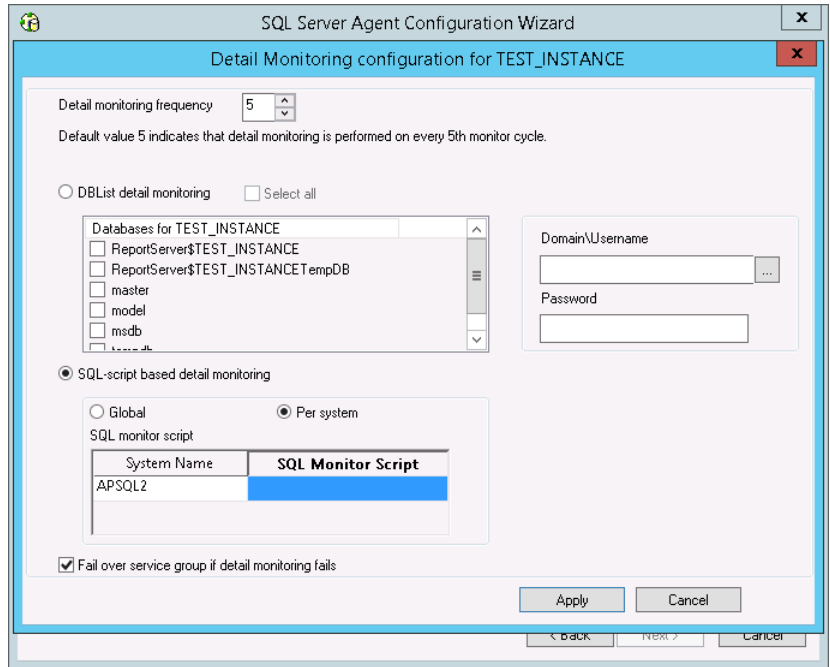 SQL Server Agent Configuration Wizard
x
Detail Monitoring configuration for TEST_INSTANCE
x
Detail monitoring frequency 5
Default value 5 indicates that detail monitoring is performed on every 5th monitor cycle.
DBList detail monitoring Select all
Databases for TEST_INSTANCE
ReportServer$TEST_INSTANCE
ReportServer$TEST_INSTANCETempDB
master
model
msdb
tempdb
Domain\Username
...
Password
SQL-script based detail monitoring
Global Per system
SQL monitor script
System Name SQL Monitor Script
APSQL2
Fail over service group if detail monitoring fails
Apply Cancel
< Back Next > Cancel